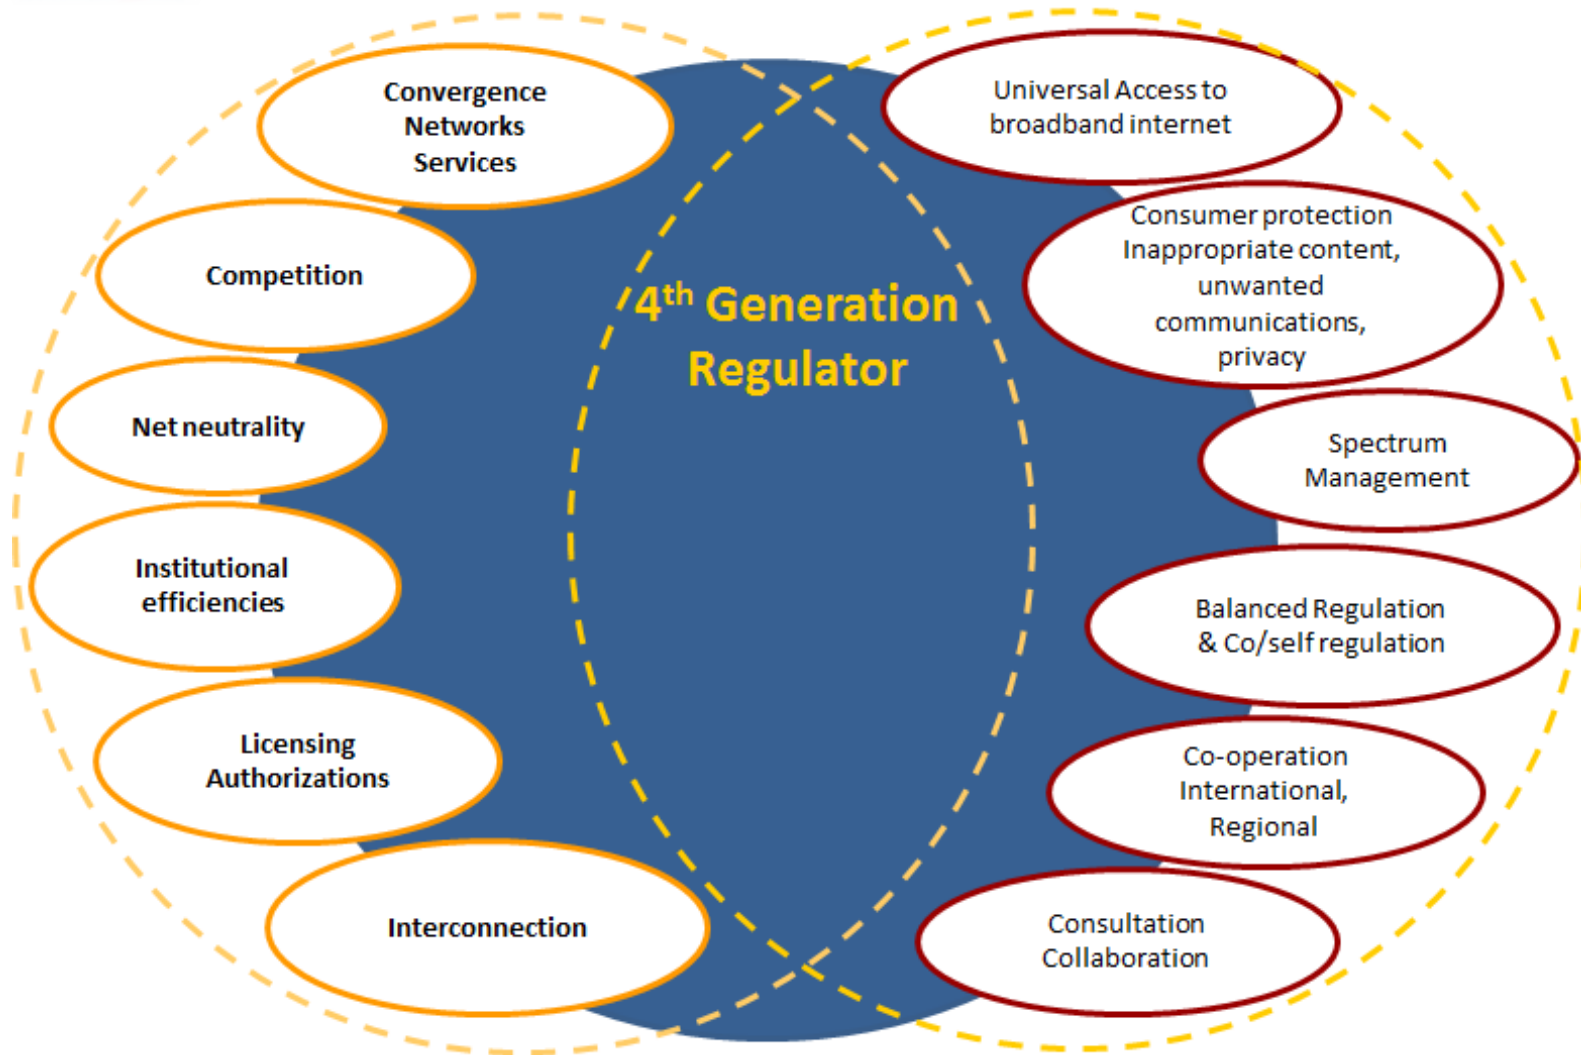 Convergence
Networks
Services
Competition
Net neutrality
Institutional
efficiencies
Licensing
Authorizations
Interconnection
4th Generation
Regulator
Universal Access to
broadband internet
Consumer protection
Inappropriate content,
unwanted
communications,
privacy
Spectrum
Management
Balanced Regulation
& Co/self regulation
Co-operation
International,
Regional
Consultation
Collaboration